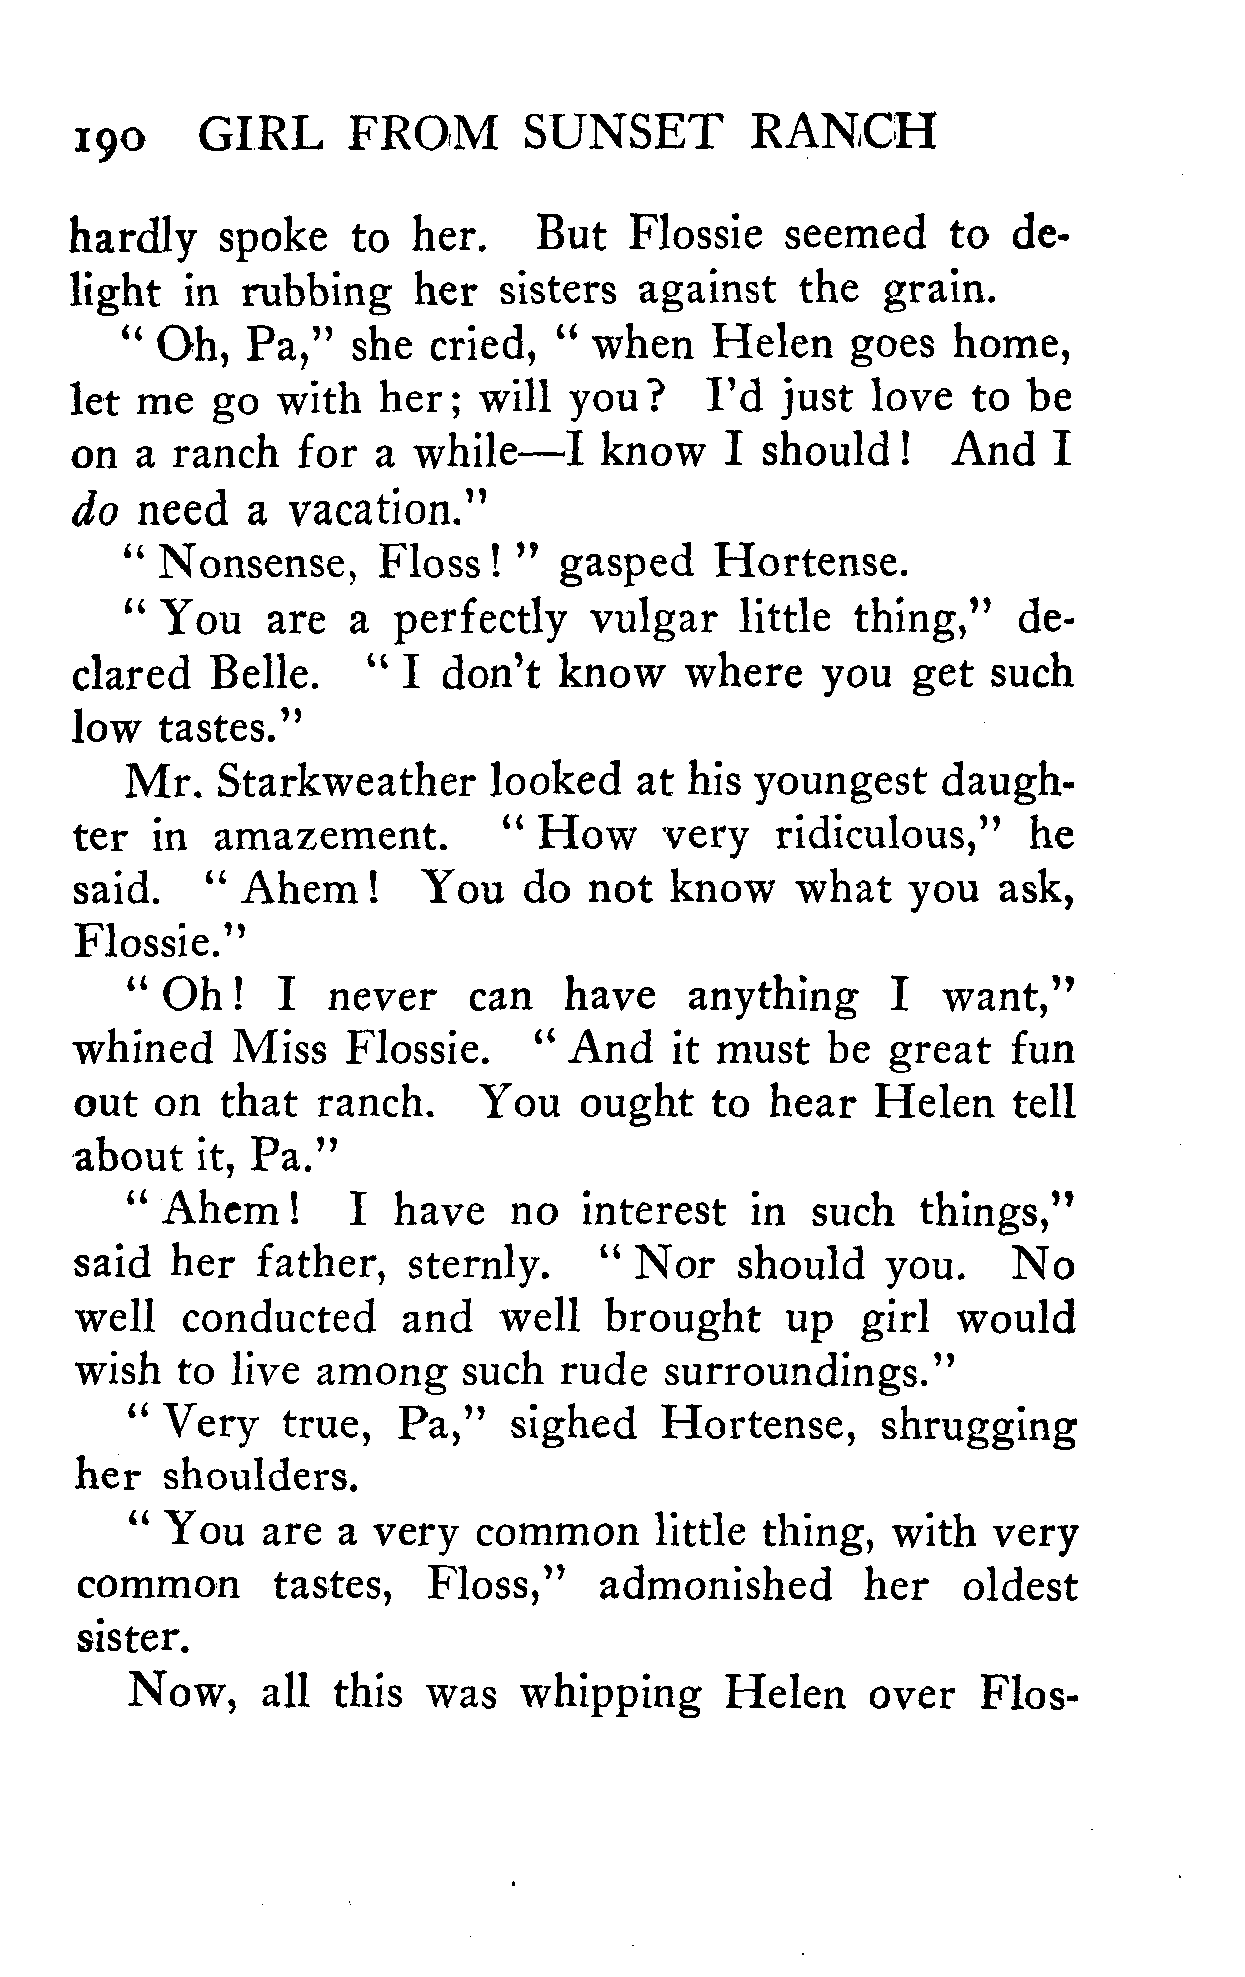 190 GIRL FROM SUNSET RANCH
hardly spoke to her. But Flossie seemed to de-
light in rubbing her sisters against the grain.
" Oh, Pa," she cried, " when Helen goes home,
let me go with her; will you? I'd just love to be
on a ranch for a while—I know I should! And I
do need a vacation."
" Nonsense, Floss! " gasped Hortense.
" You are a perfectly vulgar little thing," de-
clared Belle. " I don't know where you get such
low tastes."
Mr. Starkweather looked at his youngest daugh-
ter in amazement. " How very ridiculous," he
said. " Ahem! You do not know what you ask,
Flossie."
" Oh! I never can have anything I want,"
whined Miss Flossie. " And it must be great fun
out on that ranch. You ought to hear Helen tell
about it, Pa."
" Ahem! I have no interest in such things,"
said her father, sternly. " Nor should you. No
well conducted and well brought up girl would
wish to live among such rude surroundings."
" Very true, Pa," sighed Hortense, shrugging
her shoulders.
" You are a very common little thing, with very
common tastes, Floss," admonished her oldest
sister.
Now, all this was whipping Helen over Flos-